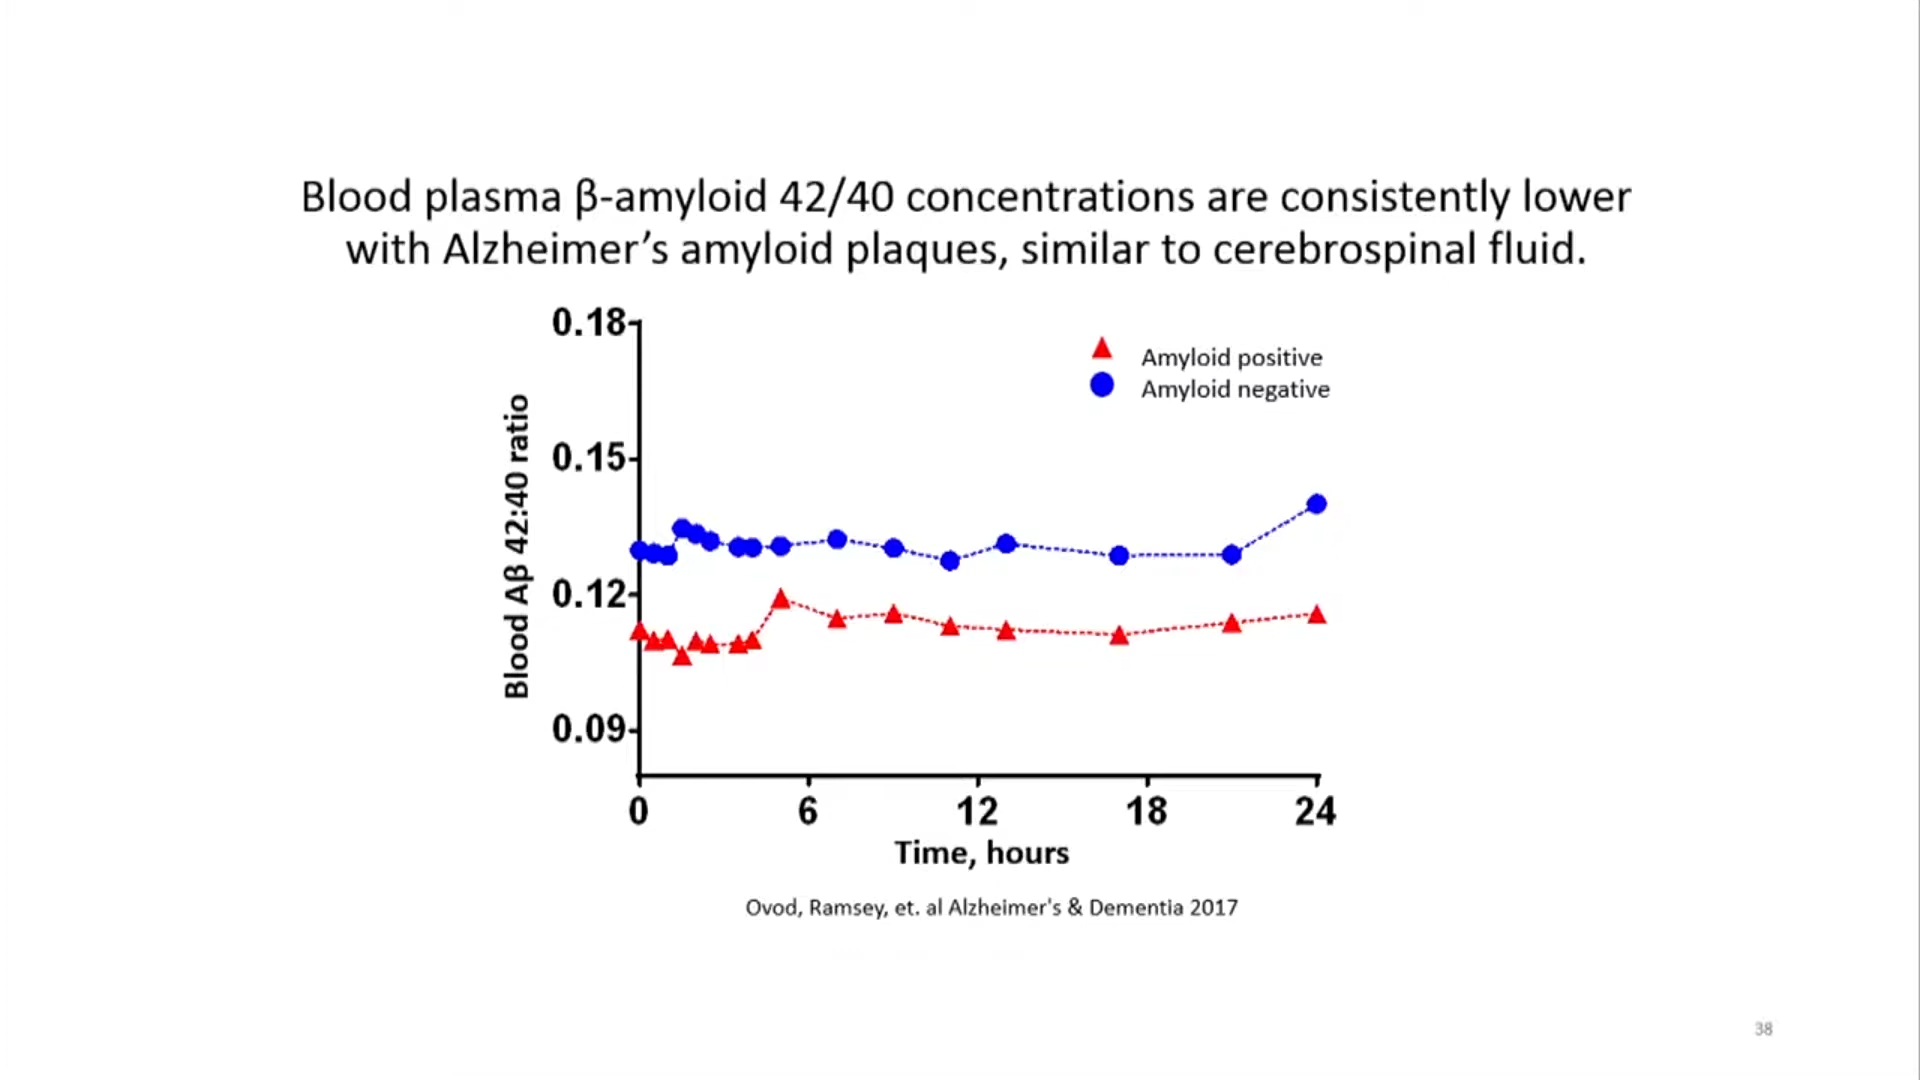 Blood plasma β-amyloid 42/40 concentrations are consistently lower
with Alzheimer’s amyloid plaques, similar to cerebrospinal fluid.
0.18
Amyloid positive
Amyloid negative
0.15
Blood Aβ 42:40 ratio
0.12
0.09
0 6 12 18 24
Time, hours
Ovod, Ramsey, et. al Alzheimer's & Dementia 2017
38